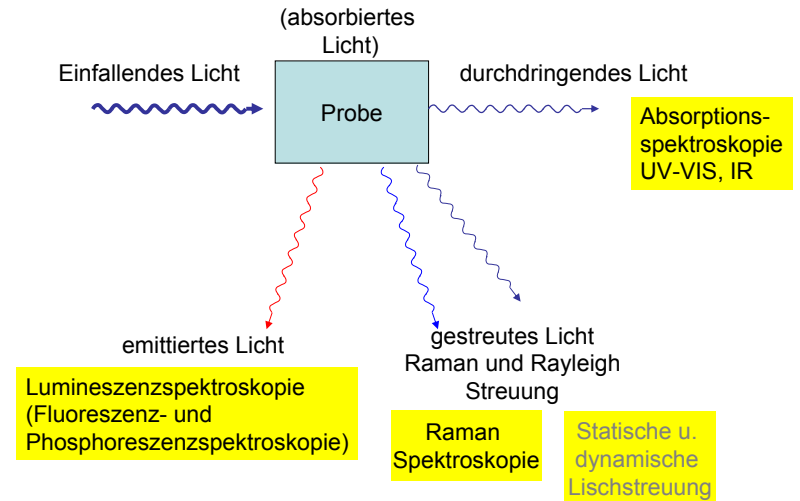 (absorbiertes
Licht)
Einfallendes Licht
durchdringendes Licht
Probe
Absorptions-
spektroskopie
UV-VIS, IR
emittiertes Licht
Lumineszenzspektroskopie
(Fluoreszenz- und
Phosphoreszenzspektroskopie)
gestreutes Licht
Raman und Rayleigh
Streuung
Raman
Spektroskopie
Statische u.
dynamische
Lischstreuung